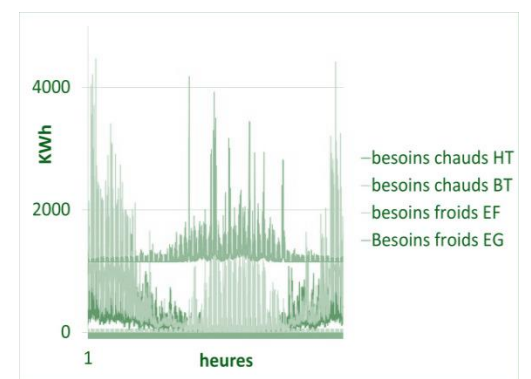 4000
2000
0
KWh
1
heures
besoins chauds HT
besoins chauds BT
besoins froids EF
Besoins froids EG